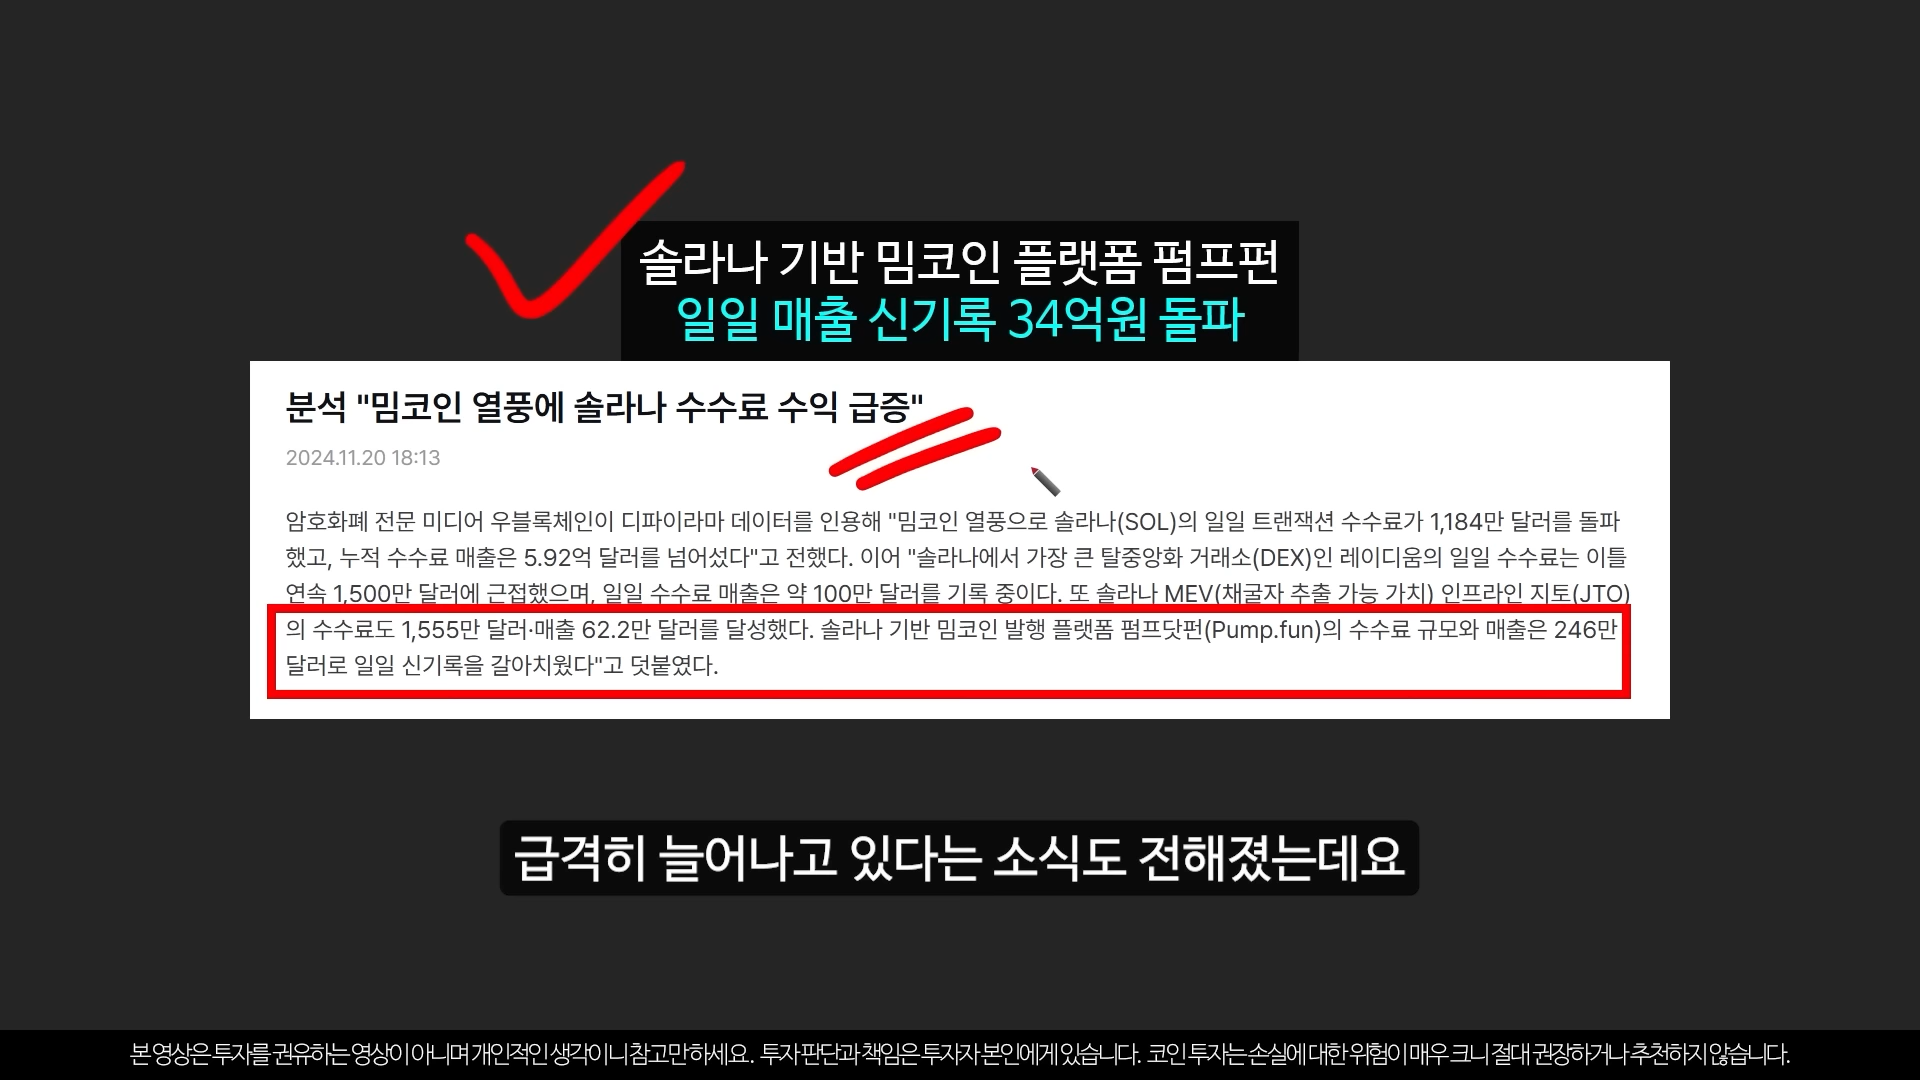 솔라나 기반 밈코인 플랫폼 펌프펀
일일 매출 신기록 34억원 돌파
분석 "밈코인 열풍에 솔라나 수수료 수익 급증"
2024.11.20 18:13
암호화폐 전문 미디어 우블록체인이 디파이라마 데이터를 인용해 "밈코인 열풍으로 솔라나(SOL)의 일일 트랜잭션 수수료가 1,184만 달러를 돌파
했고, 누적 수수료 매출은 5.92억 달러를 넘어섰다"고 전했다. 이어 "솔라나에서 가장 큰 탈중앙화 거래소(DEX)인 레이디움의 일일 수수료는 이틀
연속 1,500만 달러에 근접했으며, 일일 수수료 매출은 약 100만 달러를 기록 중이다. 또 솔라나 MEV(채굴자 추출 가능 가치) 인프라인 지토(JTO)
의 수수료도 1,555만 달러·매출 62.2만 달러를 달성했다. 솔라나 기반 밈코인 발행 플랫폼 펌프닷펀(Pump.fun)의 수수료 규모와 매출은 246만
달러로 일일 신기록을 갈아치웠다"고 덧붙였다.
급격히 늘어나고 있다는 소식도 전해졌는데요
본 영상은 투자를 권유하는 영상이 아니며 개인적인 생각이니 참고만 하세요. 투자 판단과 책임은 투자자 본인에게 있습니다. 코인 투자는 손실에 대한 위험이 매우 크니 절대 권장하거나 추천하지 않습니다.